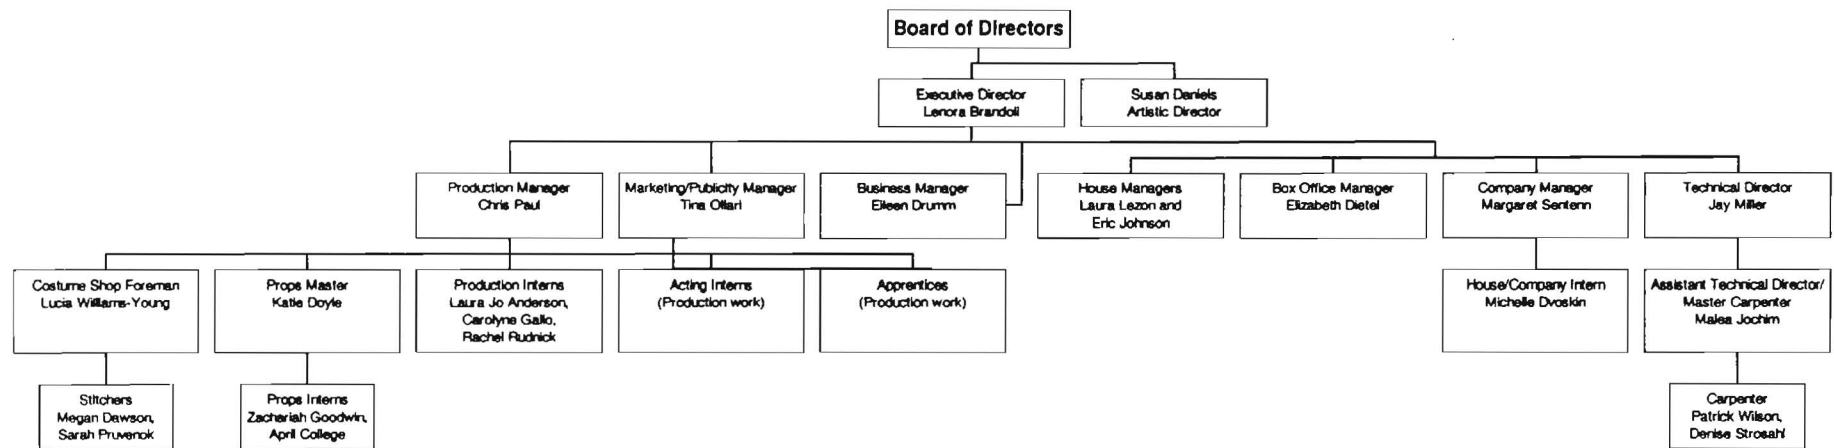 Board of Directors
Executive Director
Lenora Brandoli
Susan Daniels
Artistic Director
Production Manager
Chris Paul
Marketing/Publicity Manager
Tina Ollari
Business Manager
Eileen Drumm
House Managers
Laura Lezon and
Eric Johnson
Box Office Manager
Elizabeth Dietel
Company Manager
Margaret Sentenn
Technical Director
Jay Miller
Costume Shop Foreman
Lucia Williams-Young
Props Master
Katie Doyle
Production Interns
Laura Jo Anderson,
Carolyne Gallo,
Rachel Rudnick
Acting Interns
(Production work)
Apprentices
(Production work)
House/Company Intern
Michelle Dvoskin
Assistant Technical Director/
Master Carpenter
Malea Jochim
Stitchers
Megan Dawson,
Sarah Pruvenok
Props Interns
Zachariah Goodwin,
April College
Carpenter
Patrick Wilson,
Denise Strosahl